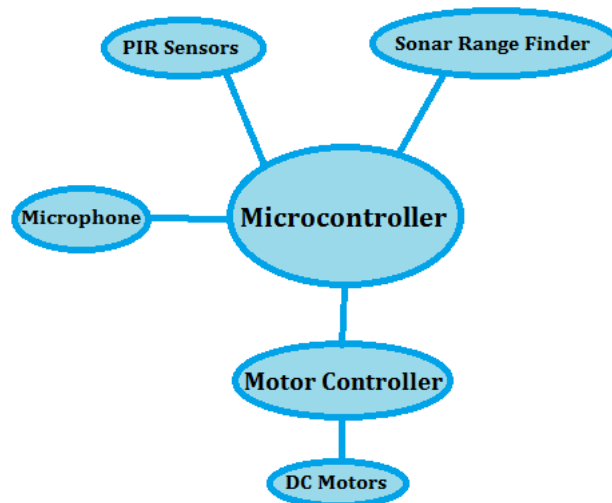 PIR Sensors
Sonar Range Finder
Microphone
Microcontroller
Motor Controller
DC Motors